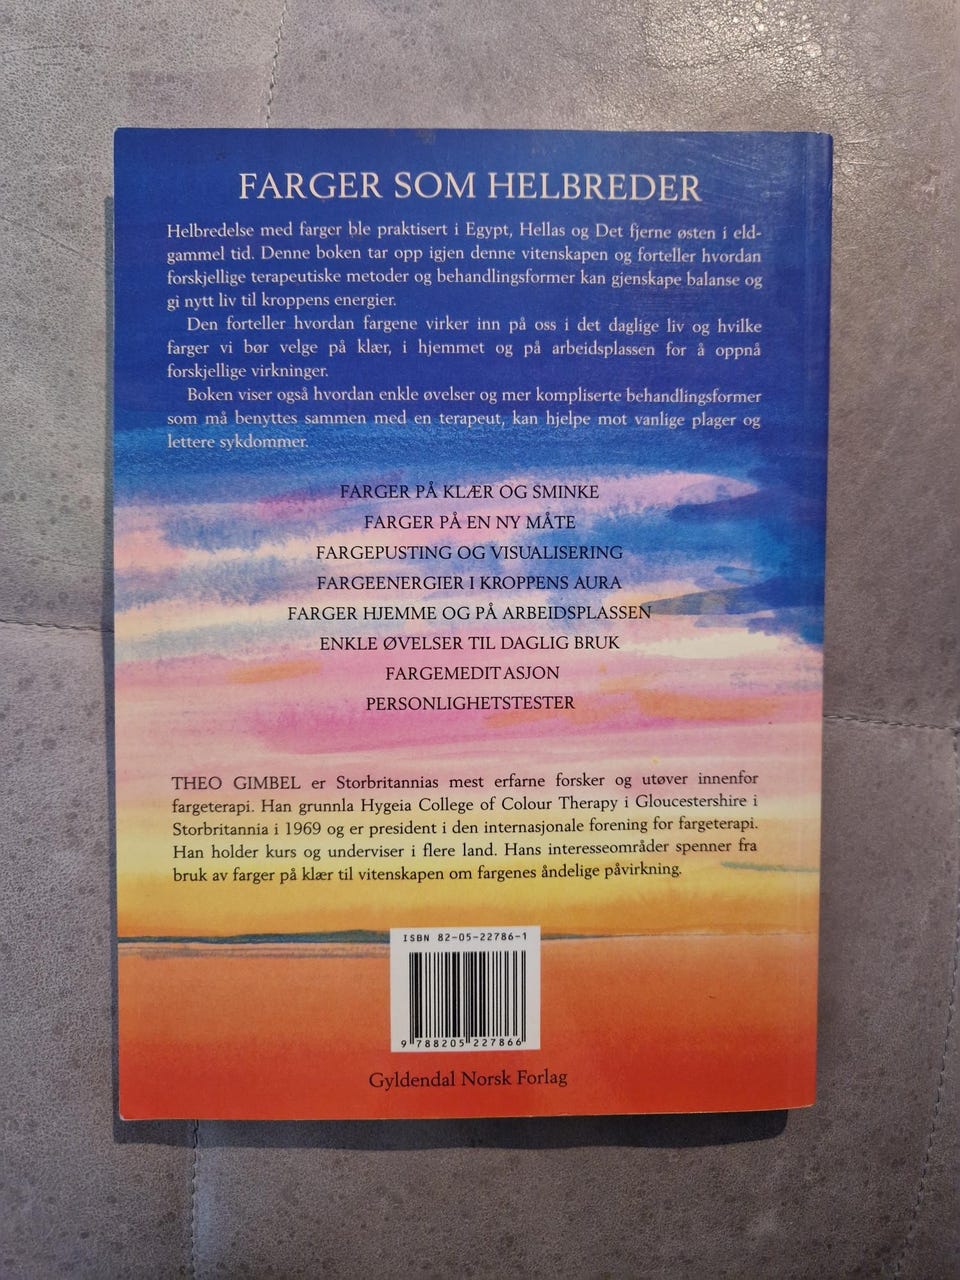 FARGER SOM HELBREDER
Helbredelse med farger ble praktisert i Egypt, Hellas og Det fjerne østen i eld-
gammel tid. Denne boken tar opp igjen denne vitenskapen og forteller hvordan
forskjellige terapeutiske metoder og behandlingsformer kan gjenskape balanse og
gi nytt liv til kroppens energier.
Den forteller hvordan fargene virker inn på oss i det daglige liv og hvilke
farger vi bør velge på klær, i hjemmet og på arbeidsplassen for å oppnå
forskjellige virkninger.
Boken viser også hvordan enkle øvelser og mer kompliserte behandlingsformer
som må benyttes sammen med en terapeut, kan hjelpe mot vanlige plager og
lettere sykdommer.
FARGER PÅ KLÆR OG SMINKE
FARGER PÅ EN NY MÅTE
FARGEPUSTING OG VISUALISERING
FARGEENERGIER I KROPPENS AURA
FARGER HJEMME OG PÅ ARBEIDSPLASSEN
ENKLE ØVELSER TIL DAGLIG BRUK
FARGEMEDITASJON
PERSONLIGHETSTESTER
THEO GIMBEL er Storbritannias mest erfarne forsker og utøver innenfor
fargeterapi. Han grunnla Hygeia College of Colour Therapy i Gloucestershire i
Storbritannia i 1969 og er president i den internasjonale forening for fargeterapi.
Han holder kurs og underviser i flere land. Hans interesseområder spenner fra
bruk av farger på klær til vitenskapen om fargenes åndelige påvirkning.
ISBN 82-05-22786-1
9 788205 227866
Gyldendal Norsk Forlag